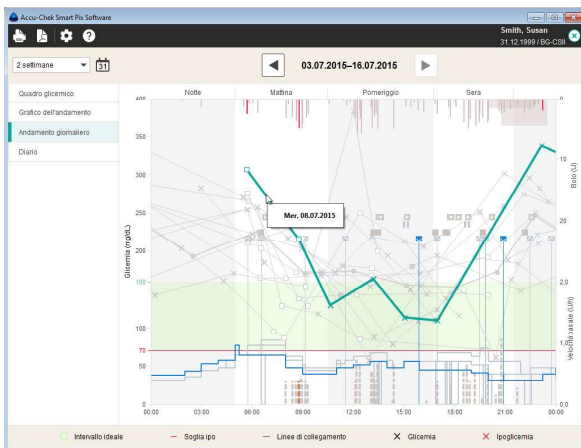 Accu-Chek Smart Pix Software
Smith, Susan
31.12.1999 / BG-CSII
2 settimane
31
03.07.2015–16.07.2015
Quadro glicemico
Grafico dell'andamento
Andamento giornaliero
Diario
Notte Mattina Pomeriggio Sera
400
350
300
250
200
150
100
70
50
0
Glicemia (mg/dL)
Mer, 08.07.2015
0
10
20
2,0
1,0
0,0
Bolo (U)
Velocità basale (U/h)
00:00 03:00 06:00 09:00 12:00 15:00 18:00 21:00 00:00
Intervallo ideale
Soglia ipo
Linee di collegamento
Glicemia
Ipoglicemia